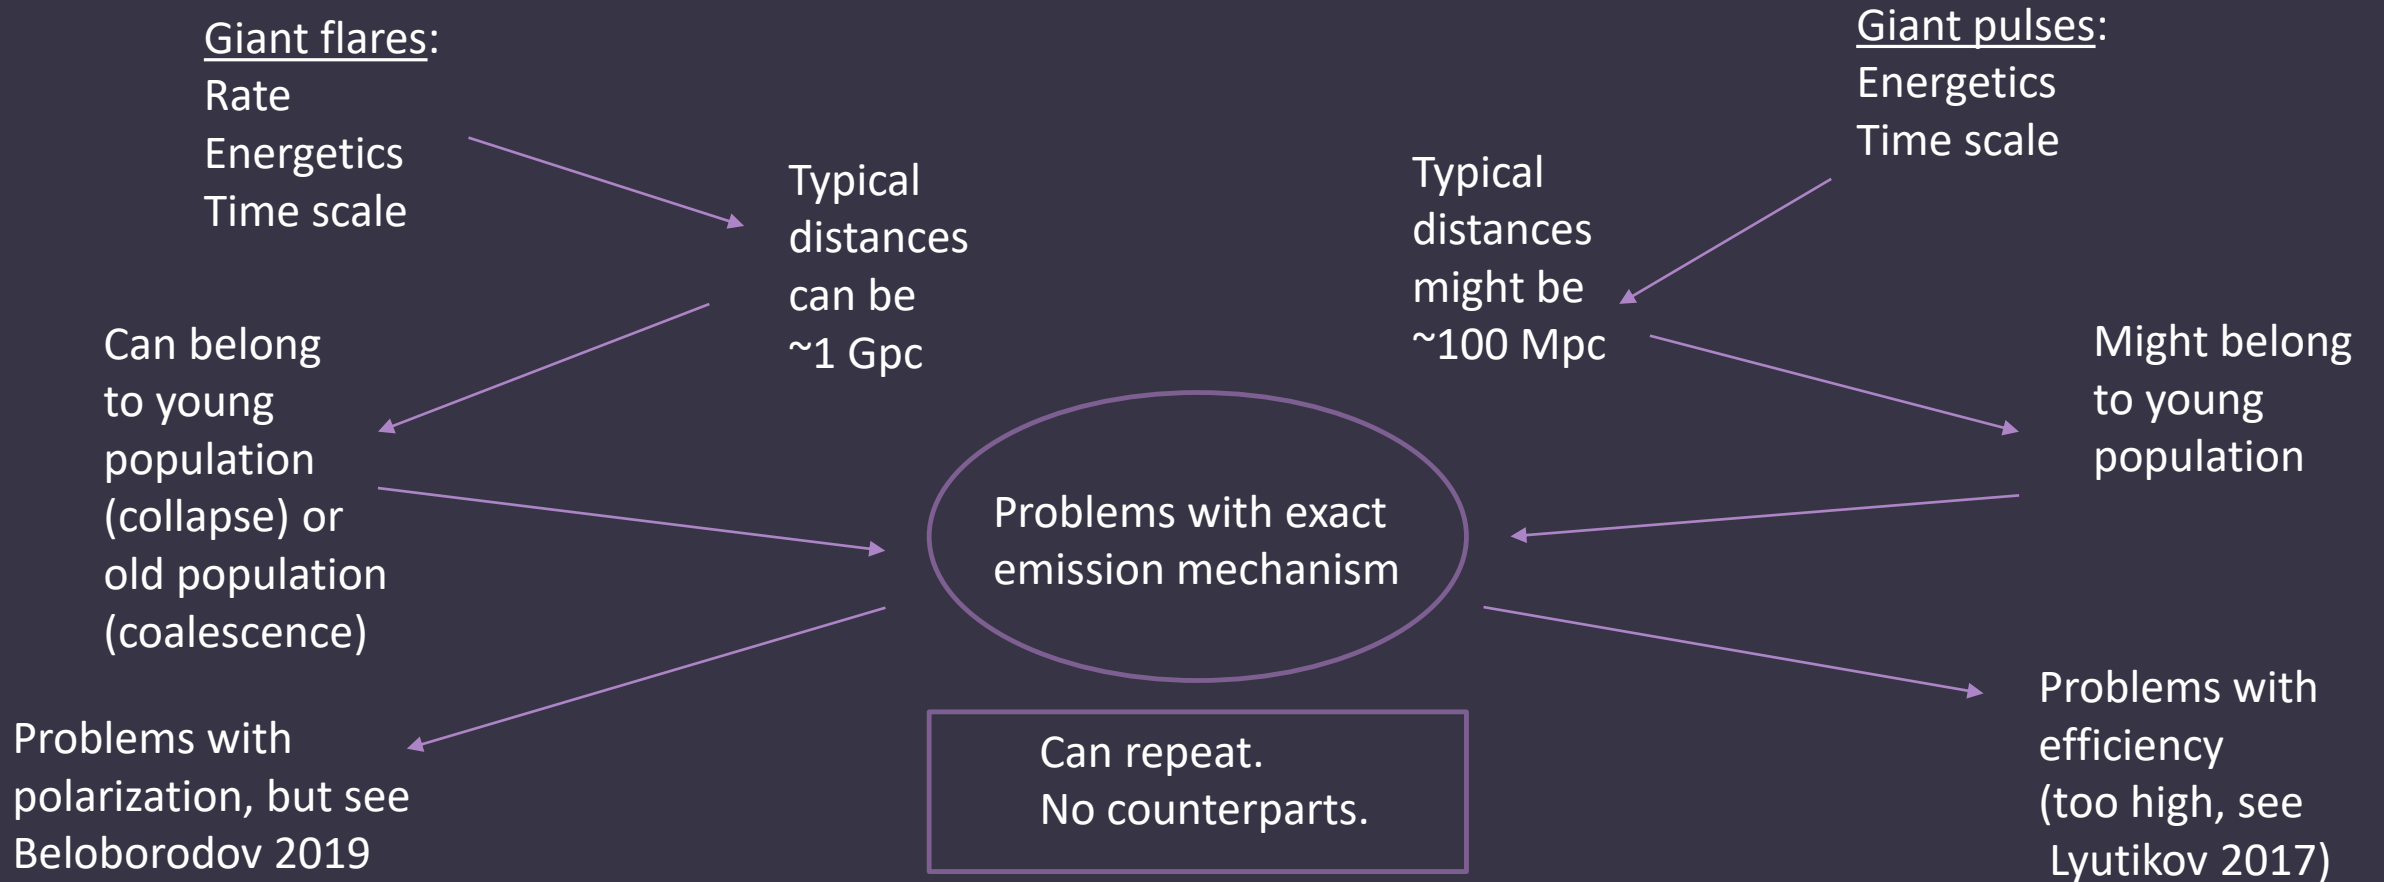 Giant flares:
Rate
Energetics
Time scale
Typical
distances
can be
~1 Gpc
Can belong
to young
population
(collapse) or
old population
(coalescence)
Problems with
polarization, but see
Beloborodov 2019
Problems with exact
emission mechanism
Can repeat.
No counterparts.
Giant pulses:
Energetics
Time scale
Typical
distances
might be
~100 Mpc
Might belong
to young
population
Problems with
efficiency
(too high, see
Lyutikov 2017)